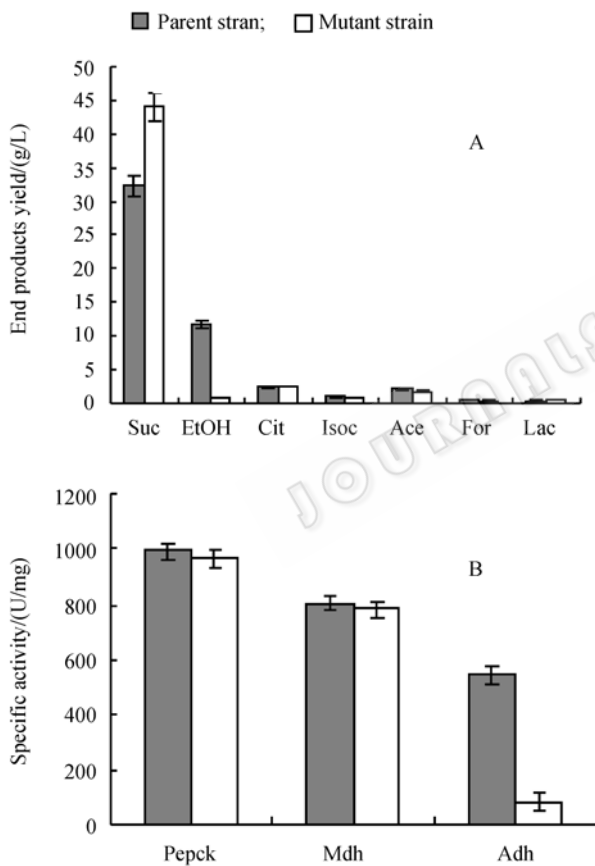 Parent stran; Mutant strain
A
End products yield/(g/L)
50
45
40
35
30
25
20
15
10
5
0
Suc EtOH Cit Isoc Ace For Lac
JOURNALS
B
Specific activity/(U/mg)
1200
1000
800
600
400
200
0
Pepck Mdh Adh